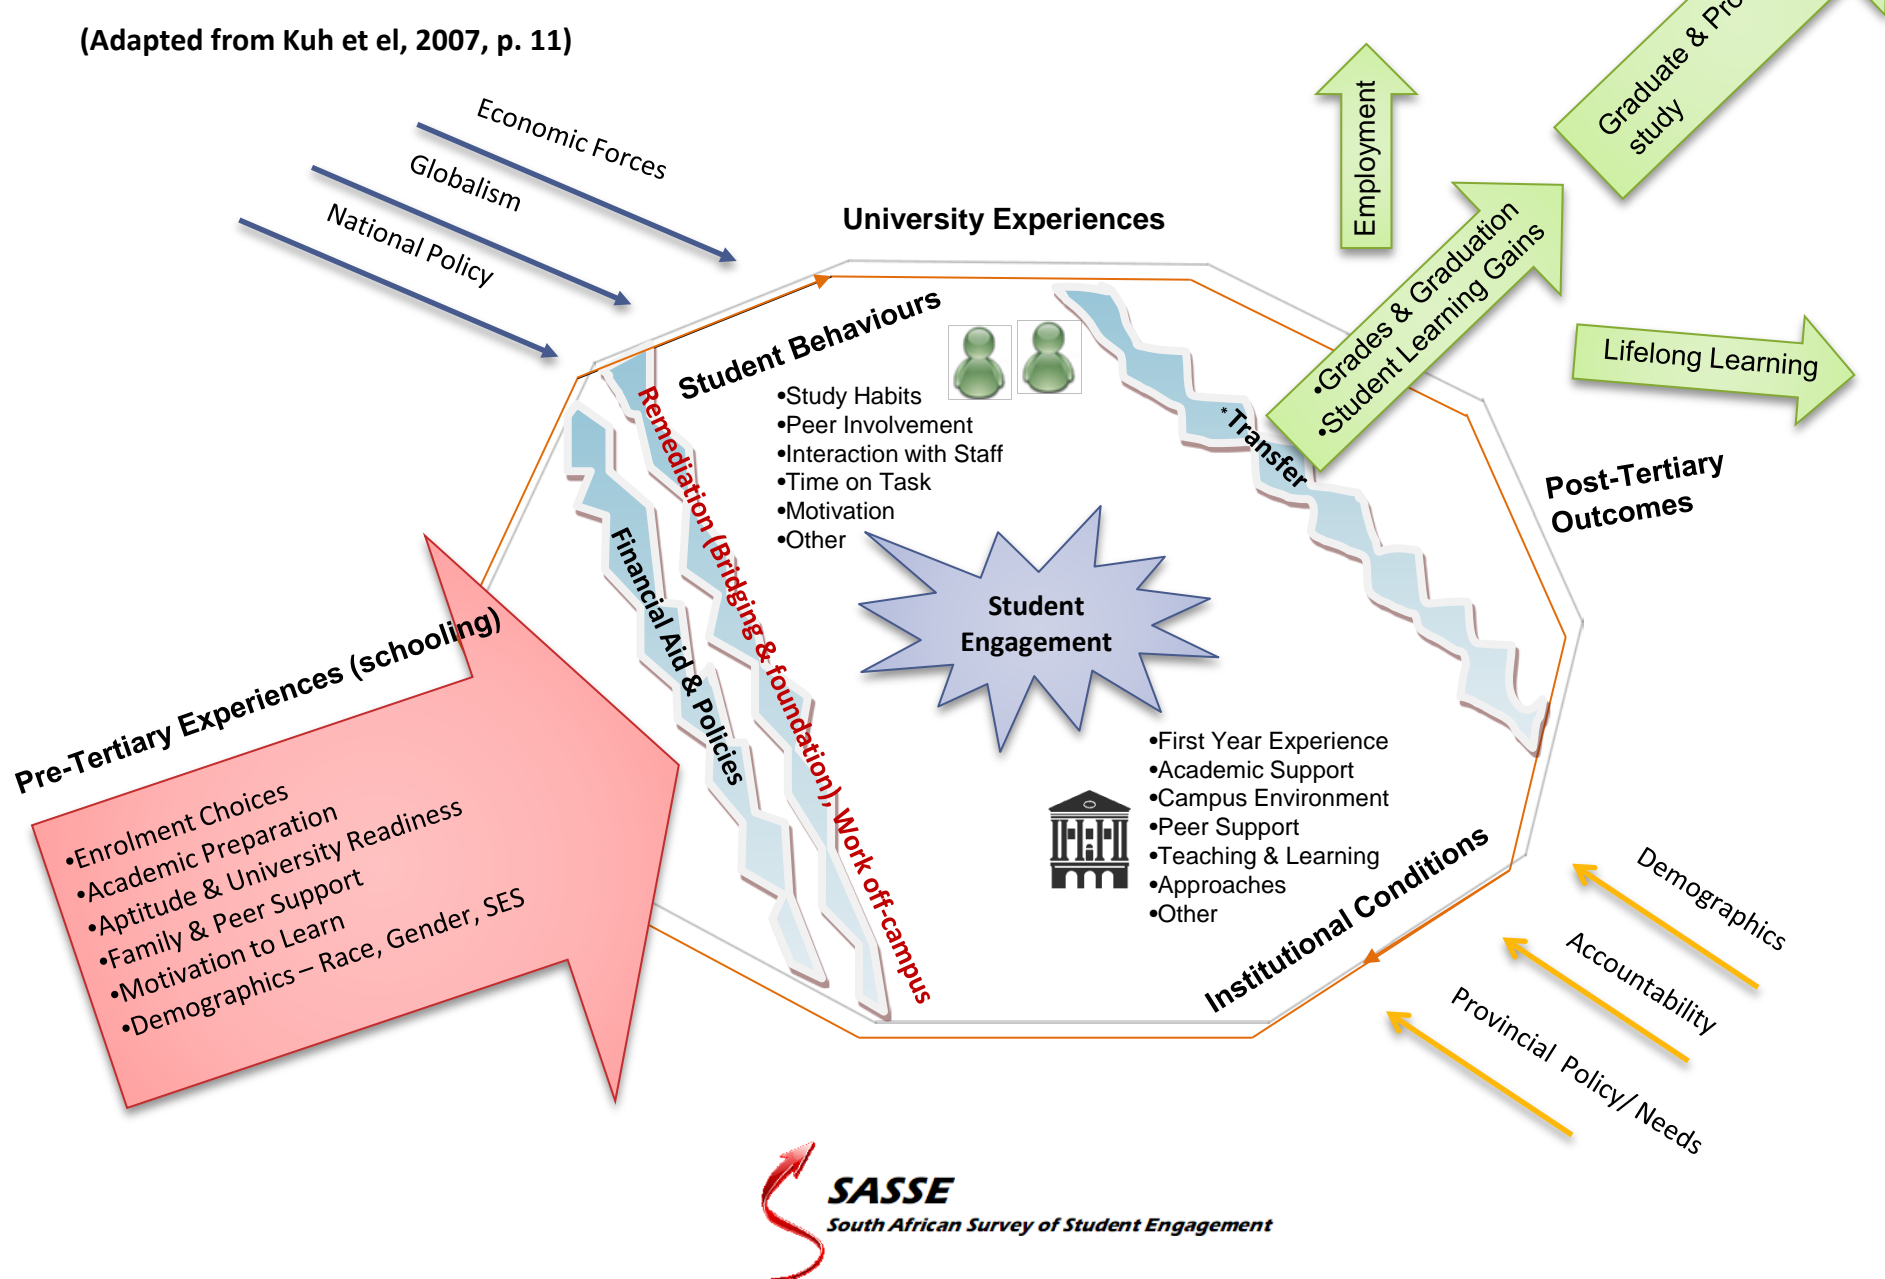 (Adapted from Kuh et el, 2007, p. 11)
Economic Forces
Globalism
National Policy
University Experiences
Employment
Graduate &
study
•Grades & Graduation
•Student Learning Gains
Lifelong Learning
Post-Tertiary
Outcomes
Student Behaviours
•Study Habits
•Peer Involvement
•Interaction with Staff
•Time on Task
•Motivation
•Other
*Transfer
Remediation (Bridging & foundation), Work off-campus
Financial Aid & Policies
Student
Engagement
Pre-Tertiary Experiences (schooling)
•Enrolment Choices
•Academic Preparation
•Aptitude & University Readiness
•Family & Peer Support
•Motivation to Learn
•Demographics – Race, Gender, SES
•First Year Experience
•Academic Support
•Campus Environment
•Peer Support
•Teaching & Learning
•Approaches
•Other
Institutional Conditions
Demographics
Accountability
Provincial Policy/ Needs
SASSE
South African Survey of Student Engagement